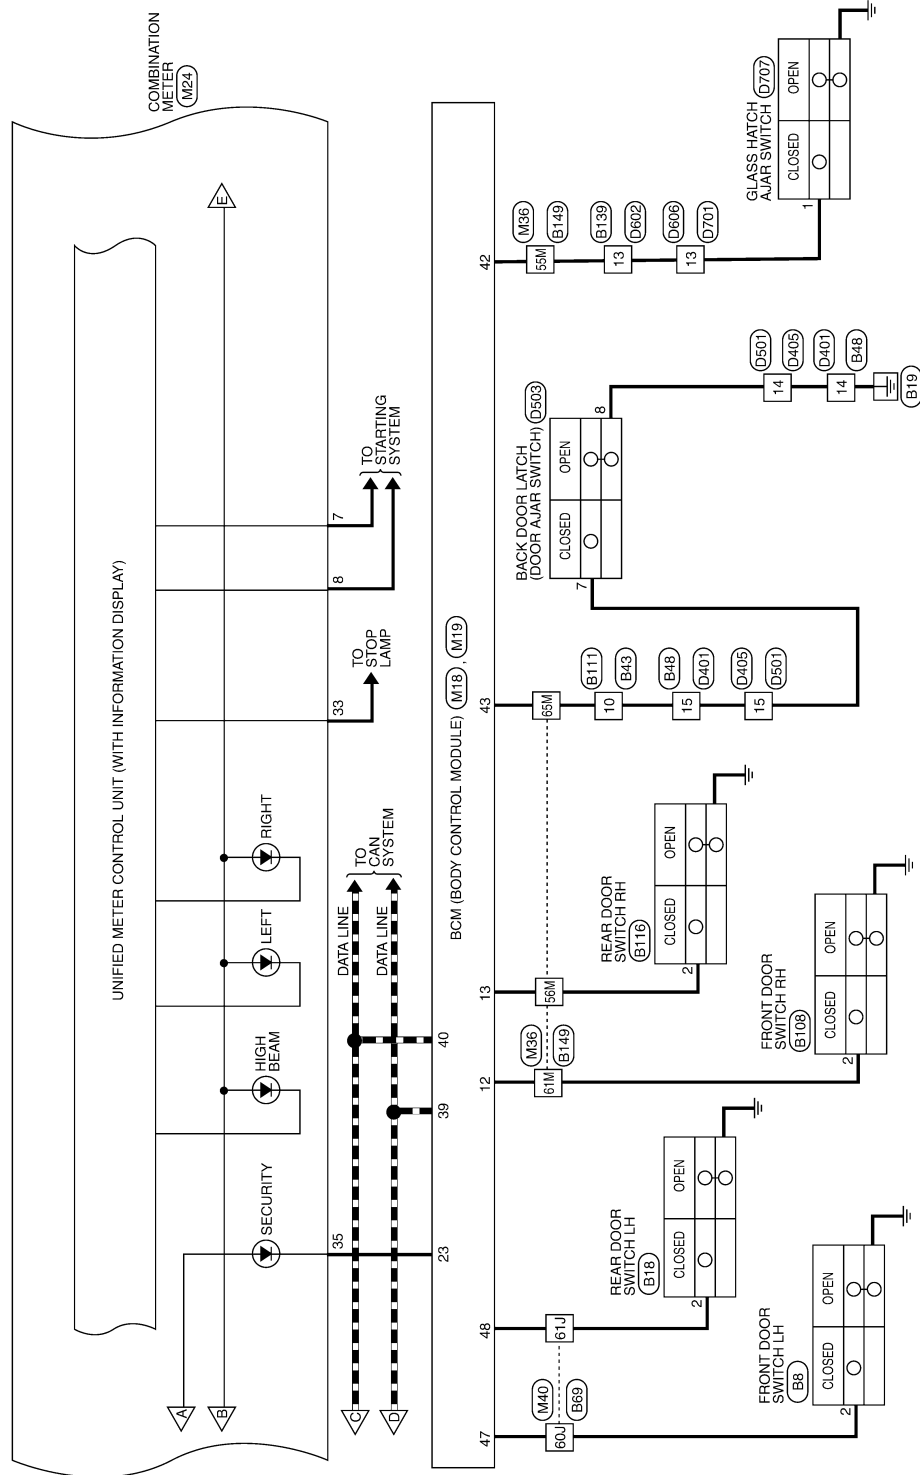 COMBINATION
METER
M24
UNIFIED METER CONTROL UNIT (WITH INFORMATION DISPLAY)
A
B
SECURITY
HIGH
BEAM
LEFT
RIGHT
E
35
33
8
7
TO
STOP
LAMP
TO
STARTING
SYSTEM
C
D
DATA LINE
DATA LINE
TO
CAN
SYSTEM
23
39
40
BCM (BODY CONTROL MODULE)
M18
,
M19
47
48
12
13
43
42
60J
M40
B69
61J
61M
M36
B149
56M
65M
B111
10
B43
B48
15
D401
D405
15
D501
55M
M36
B149
B139
13
D602
D606
13
D701
FRONT DOOR
SWITCH LH
B8
2
CLOSED
OPEN
REAR DOOR
SWITCH LH
B18
2
CLOSED
OPEN
FRONT DOOR
SWITCH RH
B108
2
CLOSED
OPEN
REAR DOOR
SWITCH RH
B116
2
CLOSED
OPEN
BACK DOOR LATCH
(DOOR AJAR SWITCH)
D503
7
CLOSED
OPEN
8
D501
14
D405
D401
14
B48
B19
GLASS HATCH
AJAR SWITCH
D707
1
CLOSED
OPEN